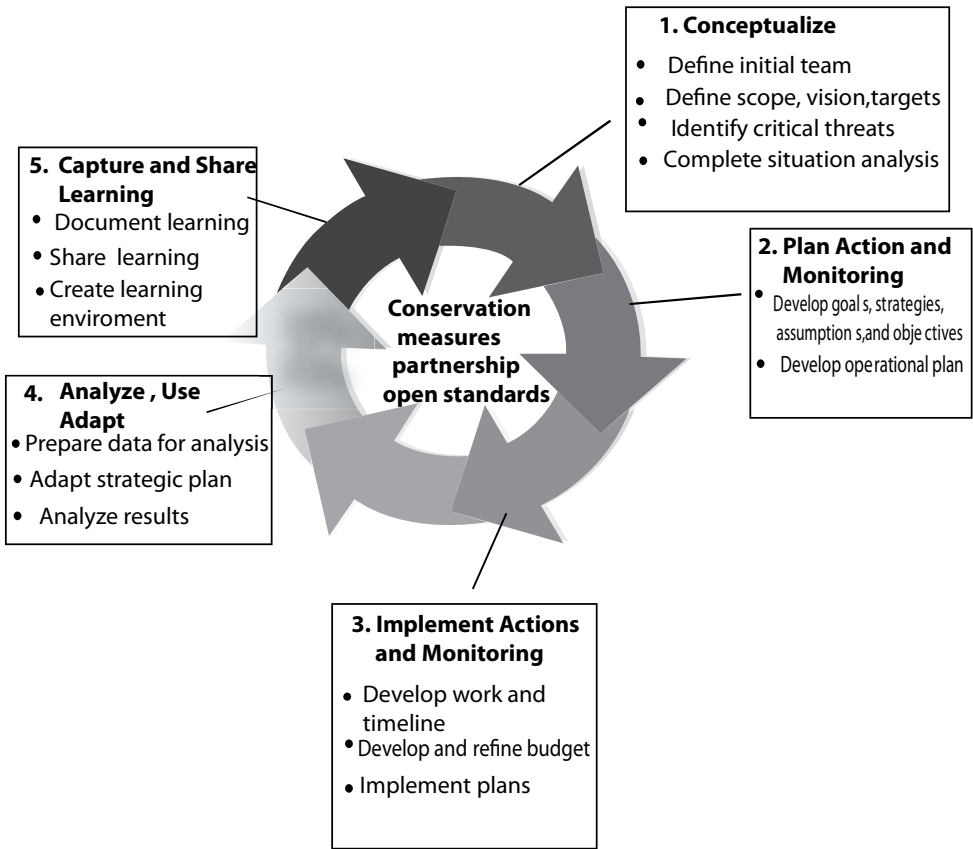 1. Conceptualize
• Define initial team
• Define scope, vision,targets
• Identify critical threats
• Complete situation analysis
2. Plan Action and
Monitoring
• Develop goal s, strategies,
assumption s,and obje ctives
• Develop operational plan
3. Implement Actions
and Monitoring
• Develop work and
timeline
• Develop and refine budget
• Implement plans
4. Analyze , Use
Adapt
• Prepare data for analysis
• Adapt strategic plan
• Analyze results
5. Capture and Share
Learning
• Document learning
• Share learning
• Create learning
enviroment
Conservation
measures
partnership
open standards